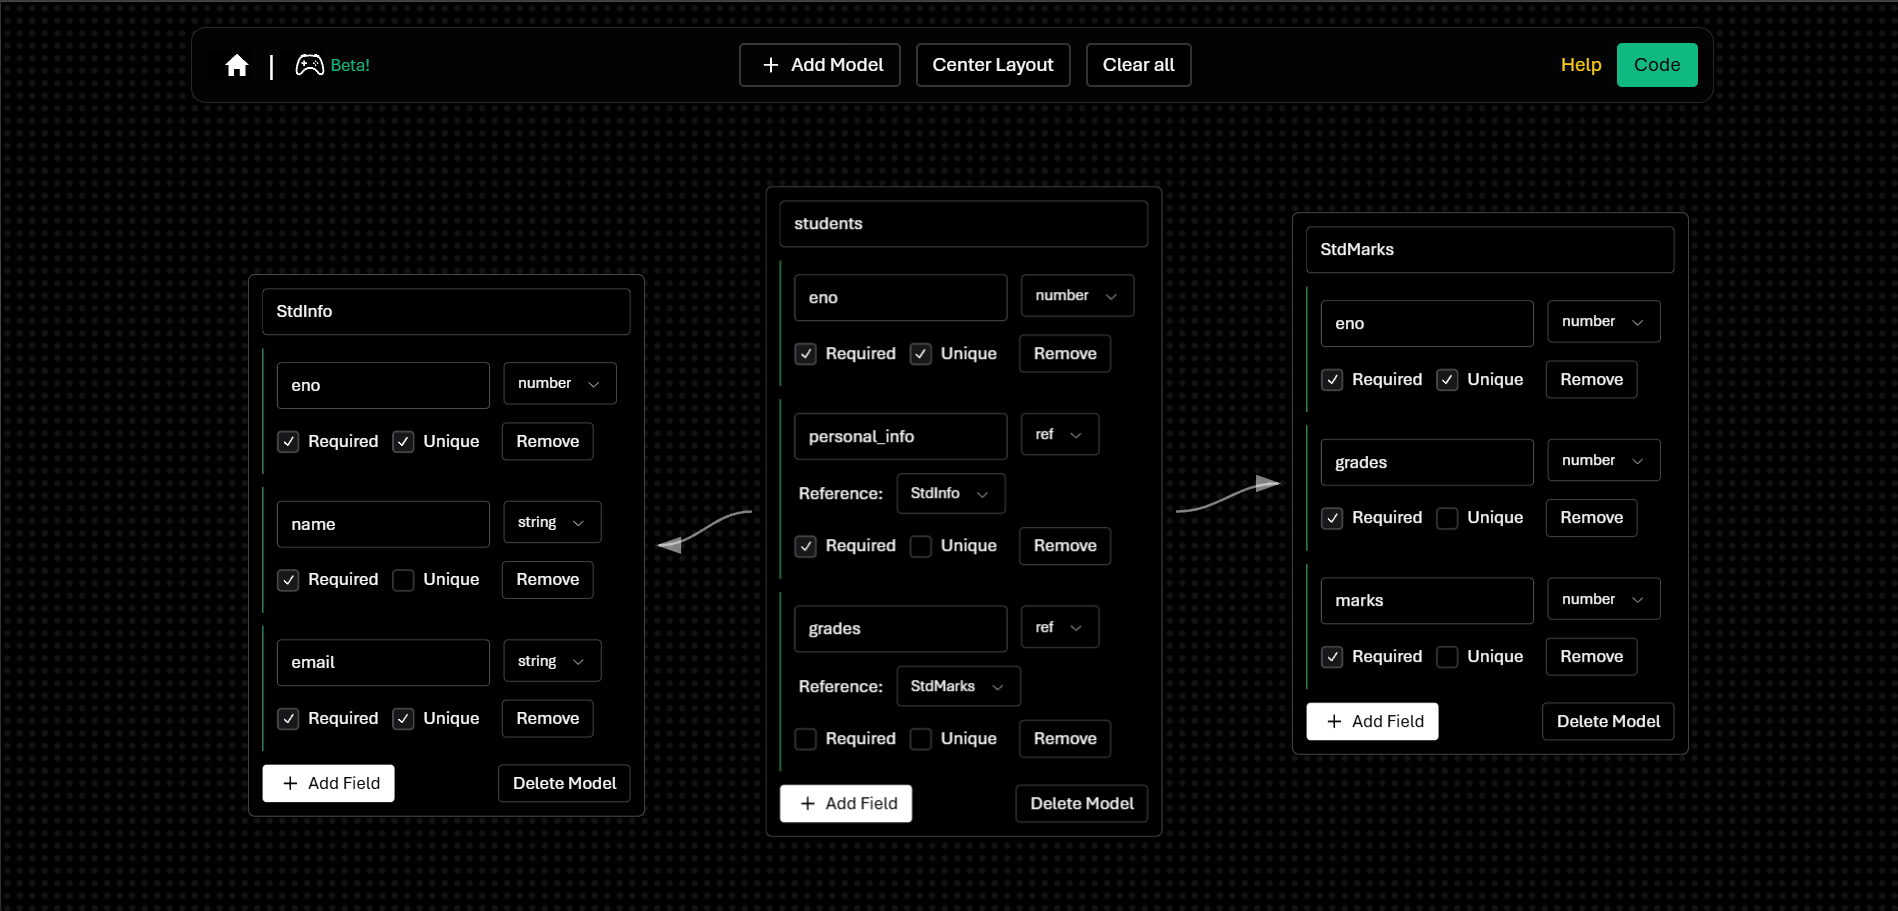 Beta!
+ Add Model
Center Layout
Clear all
Help
Code
StdInfo
eno
number
Required
Unique
Remove
name
string
Required
Unique
Remove
email
string
Required
Unique
Remove
+ Add Field
Delete Model
students
eno
number
Required
Unique
Remove
personal_info
ref
Reference:
StdInfo
Required
Unique
Remove
grades
ref
Reference:
StdMarks
Required
Unique
Remove
+ Add Field
Delete Model
StdMarks
eno
number
Required
Unique
Remove
grades
number
Required
Unique
Remove
marks
number
Required
Unique
Remove
+ Add Field
Delete Model